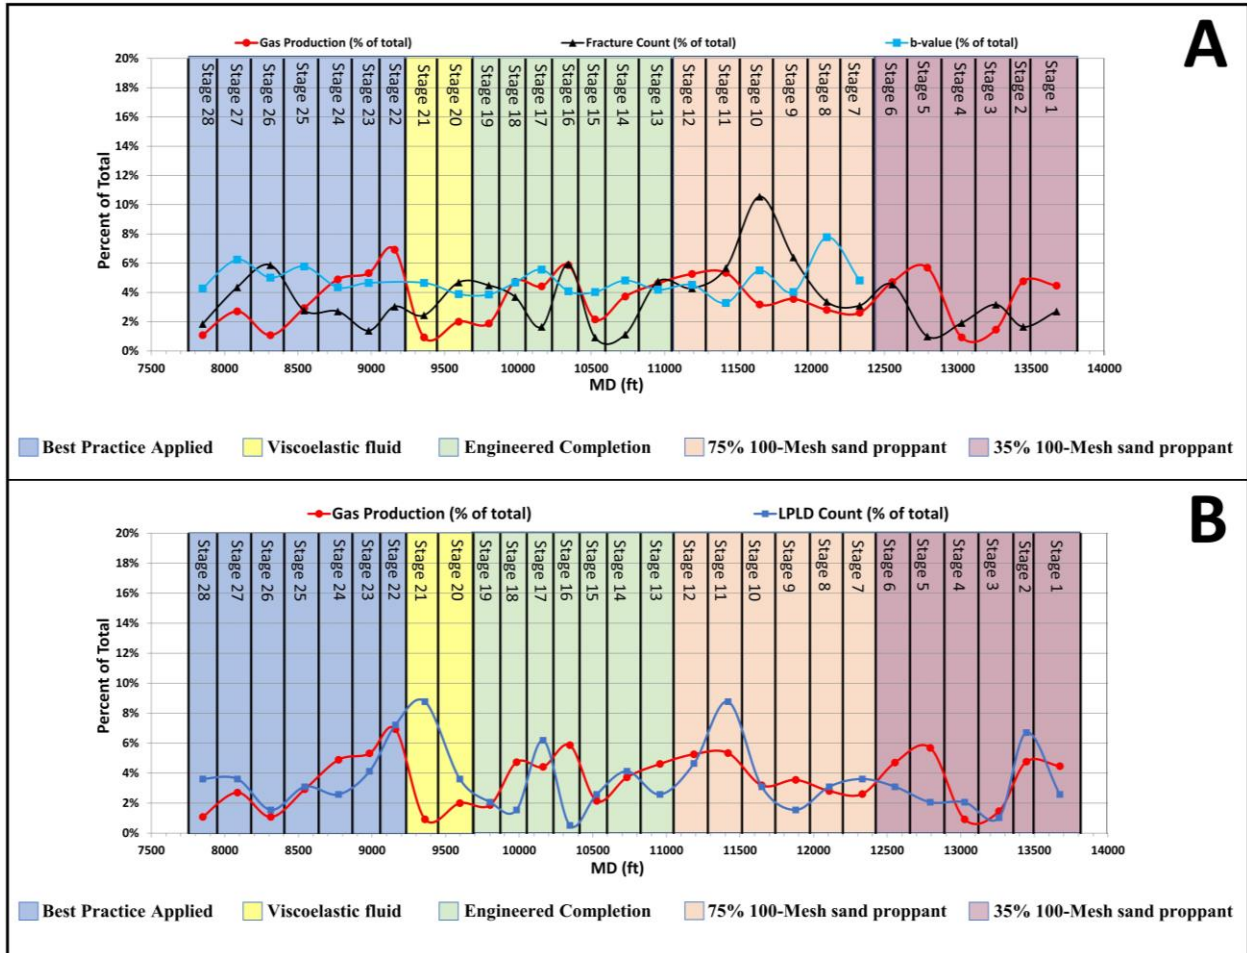 A
Gas Production (% of total) Fracture Count (% of total) b-value (% of total)
20%
18%
16%
14%
12%
10%
8%
6%
4%
2%
0%
Percent of Total
Stage 28
Stage 27
Stage 26
Stage 25
Stage 24
Stage 23
Stage 22
Stage 21
Stage 20
Stage 19
Stage 18
Stage 17
Stage 16
Stage 15
Stage 14
Stage 13
Stage 12
Stage 11
Stage 10
Stage 9
Stage 8
Stage 7
Stage 6
Stage 5
Stage 4
Stage 3
Stage 2
Stage 1
7500 8000 8500 9000 9500 10000 10500 11000 11500 12000 12500 13000 13500 14000
MD (ft)
Best Practice Applied Viscoelastic fluid Engineered Completion 75% 100-Mesh sand proppant 35% 100-Mesh sand proppant
B
Gas Production (% of total) LPLD Count (% of total)
20%
18%
16%
14%
12%
10%
8%
6%
4%
2%
0%
Percent of Total
Stage 28
Stage 27
Stage 26
Stage 25
Stage 24
Stage 23
Stage 22
Stage 21
Stage 20
Stage 19
Stage 18
Stage 17
Stage 16
Stage 15
Stage 14
Stage 13
Stage 12
Stage 11
Stage 10
Stage 9
Stage 8
Stage 7
Stage 6
Stage 5
Stage 4
Stage 3
Stage 2
Stage 1
7500 8000 8500 9000 9500 10000 10500 11000 11500 12000 12500 13000 13500 14000
MD (ft)
Best Practice Applied Viscoelastic fluid Engineered Completion 75% 100-Mesh sand proppant 35% 100-Mesh sand proppant